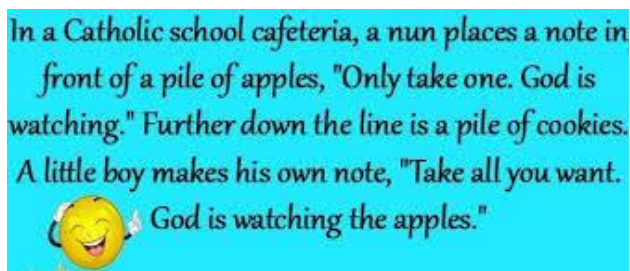 In a Catholic school cafeteria, a nun places a note in
front of a pile of apples, "Only take one. God is
watching." Further down the line is a pile of cookies.
A little boy makes his own note, "Take all you want.
God is watching the apples."